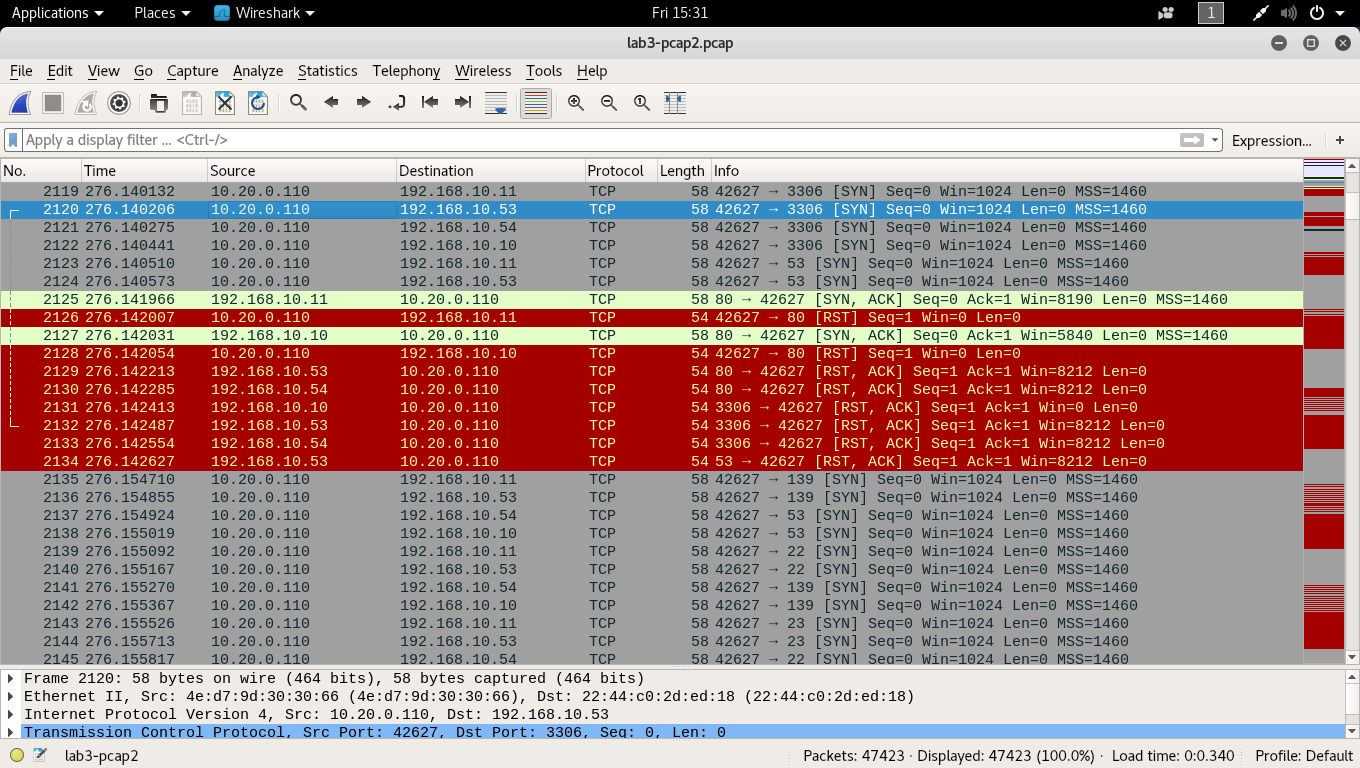 Applications Places Wireshark Fri 15:31 1
lab3-pcap2.pcap
File Edit View Go Capture Analyze Statistics Telephony Wireless Tools Help
Apply a display filter ... <Ctrl-/> Expression... +
No. Time Source Destination Protocol Length Info
2119 276.140132 10.20.0.110 192.168.10.11 TCP 58 42627 → 3306 [SYN] Seq=0 Win=1024 Len=0 MSS=1460
2120 276.140206 10.20.0.110 192.168.10.53 TCP 58 42627 → 3306 [SYN] Seq=0 Win=1024 Len=0 MSS=1460
2121 276.140275 10.20.0.110 192.168.10.54 TCP 58 42627 → 3306 [SYN] Seq=0 Win=1024 Len=0 MSS=1460
2122 276.140441 10.20.0.110 192.168.10.10 TCP 58 42627 → 3306 [SYN] Seq=0 Win=1024 Len=0 MSS=1460
2123 276.140510 10.20.0.110 192.168.10.11 TCP 58 42627 → 53 [SYN] Seq=0 Win=1024 Len=0 MSS=1460
2124 276.140573 10.20.0.110 192.168.10.53 TCP 58 42627 → 53 [SYN] Seq=0 Win=1024 Len=0 MSS=1460
2125 276.141966 192.168.10.11 10.20.0.110 TCP 58 80 → 42627 [SYN, ACK] Seq=0 Ack=1 Win=8190 Len=0 MSS=1460
2126 276.142007 10.20.0.110 192.168.10.11 TCP 54 42627 → 80 [RST] Seq=1 Win=0 Len=0
2127 276.142031 192.168.10.10 10.20.0.110 TCP 58 80 → 42627 [SYN, ACK] Seq=0 Ack=1 Win=5840 Len=0 MSS=1460
2128 276.142054 10.20.0.110 192.168.10.10 TCP 54 42627 → 80 [RST] Seq=1 Win=0 Len=0
2129 276.142213 192.168.10.53 10.20.0.110 TCP 54 80 → 42627 [RST, ACK] Seq=1 Ack=1 Win=8212 Len=0
2130 276.142285 192.168.10.54 10.20.0.110 TCP 54 80 → 42627 [RST, ACK] Seq=1 Ack=1 Win=8212 Len=0
2131 276.142413 192.168.10.10 10.20.0.110 TCP 54 3306 → 42627 [RST, ACK] Seq=1 Ack=1 Win=0 Len=0
2132 276.142487 192.168.10.53 10.20.0.110 TCP 54 3306 → 42627 [RST, ACK] Seq=1 Ack=1 Win=8212 Len=0
2133 276.142554 192.168.10.54 10.20.0.110 TCP 54 3306 → 42627 [RST, ACK] Seq=1 Ack=1 Win=8212 Len=0
2134 276.142627 192.168.10.53 10.20.0.110 TCP 54 53 → 42627 [RST, ACK] Seq=1 Ack=1 Win=8212 Len=0
2135 276.154710 10.20.0.110 192.168.10.11 TCP 58 42627 → 139 [SYN] Seq=0 Win=1024 Len=0 MSS=1460
2136 276.154855 10.20.0.110 192.168.10.53 TCP 58 42627 → 139 [SYN] Seq=0 Win=1024 Len=0 MSS=1460
2137 276.154924 10.20.0.110 192.168.10.54 TCP 58 42627 → 53 [SYN] Seq=0 Win=1024 Len=0 MSS=1460
2138 276.155019 10.20.0.110 192.168.10.10 TCP 58 42627 → 53 [SYN] Seq=0 Win=1024 Len=0 MSS=1460
2139 276.155092 10.20.0.110 192.168.10.11 TCP 58 42627 → 22 [SYN] Seq=0 Win=1024 Len=0 MSS=1460
2140 276.155167 10.20.0.110 192.168.10.53 TCP 58 42627 → 22 [SYN] Seq=0 Win=1024 Len=0 MSS=1460
2141 276.155270 10.20.0.110 192.168.10.54 TCP 58 42627 → 139 [SYN] Seq=0 Win=1024 Len=0 MSS=1460
2142 276.155367 10.20.0.110 192.168.10.10 TCP 58 42627 → 139 [SYN] Seq=0 Win=1024 Len=0 MSS=1460
2143 276.155526 10.20.0.110 192.168.10.11 TCP 58 42627 → 23 [SYN] Seq=0 Win=1024 Len=0 MSS=1460
2144 276.155713 10.20.0.110 192.168.10.53 TCP 58 42627 → 23 [SYN] Seq=0 Win=1024 Len=0 MSS=1460
2145 276.155817 10.20.0.110 192.168.10.54 TCP 58 42627 → 22 [SYN] Seq=0 Win=1024 Len=0 MSS=1460
Frame 2120: 58 bytes on wire (464 bits), 58 bytes captured (464 bits)
Ethernet II, Src: 4e:d7:9d:30:30:66 (4e:d7:9d:30:30:66), Dst: 22:44:c0:2d:ed:18 (22:44:c0:2d:ed:18)
Internet Protocol Version 4, Src: 10.20.0.110, Dst: 192.168.10.53
Transmission Control Protocol, Src Port: 42627, Dst Port: 3306, Seq: 0, Len: 0
lab3-pcap2 Packets: 47423 · Displayed: 47423 (100.0%) · Load time: 0:0.340 Profile: Default